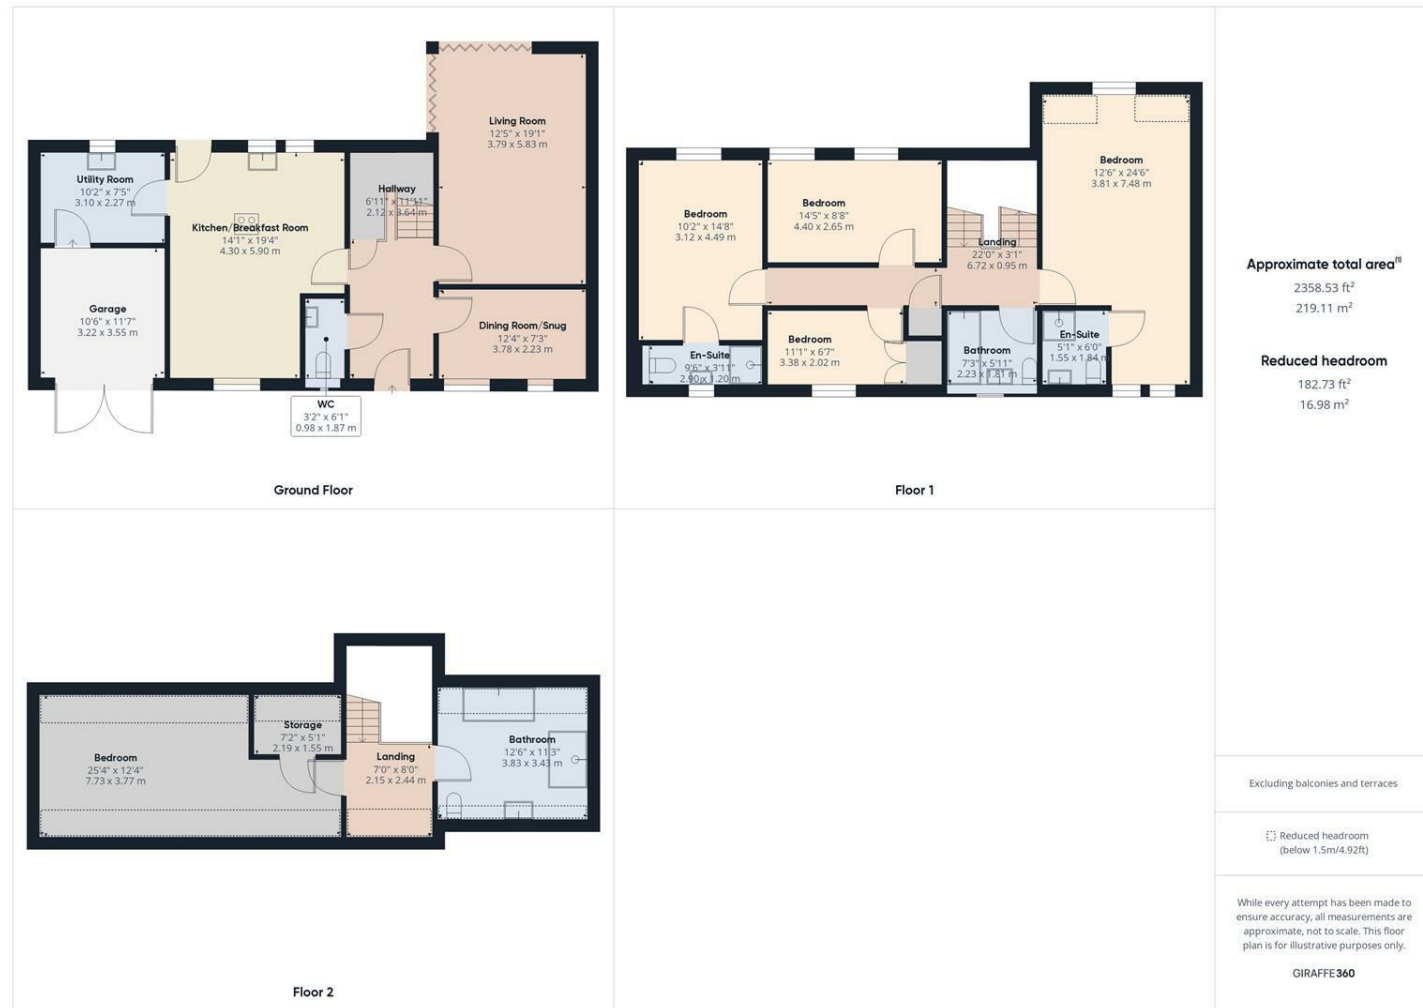 Living Room
12'5" x 19'1"
3.79 x 5.83 m
Utility Room
10'2" x 7'5"
3.10 x 2.27 m
Hallway
6'11" x 11'11"
2.12 x 3.64 m
Kitchen/Breakfast Room
14'1" x 19'4"
4.30 x 5.90 m
Garage
10'6" x 11'7"
3.22 x 3.55 m
Dining Room/Snug
12'4" x 7'3"
3.78 x 2.23 m
WC
3'2" x 6'1"
0.98 x 1.87 m
Ground Floor
Bedroom
12'6" x 24'6"
3.81 x 7.48 m
Bedroom
10'2" x 14'8"
3.12 x 4.49 m
Bedroom
14'5" x 8'8"
4.40 x 2.65 m
Landing
22'0" x 3'1"
6.72 x 0.95 m
Bedroom
11'1" x 6'7"
3.38 x 2.02 m
En-Suite
9'6" x 3'11"
2.90 x 1.20 m
Bathroom
7'3" x 5'11"
2.23 x 1.81 m
En-Suite
5'1" x 6'0"
1.55 x 1.84 m
Floor 1
Storage
7'2" x 5'1"
2.19 x 1.55 m
Bedroom
25'4" x 12'4"
7.73 x 3.77 m
Landing
7'0" x 8'0"
2.15 x 2.44 m
Bathroom
12'6" x 11'3"
3.83 x 3.43 m
Floor 2
Approximate total area(1)
2358.53 ft²
219.11 m²
Reduced headroom
182.73 ft²
16.98 m²
Excluding balconies and terraces
Reduced headroom
(below 1.5m/4.92ft)
While every attempt has been made to
ensure accuracy, all measurements are
approximate, not to scale. This floor
plan is for illustrative purposes only.
GIRAFFE360